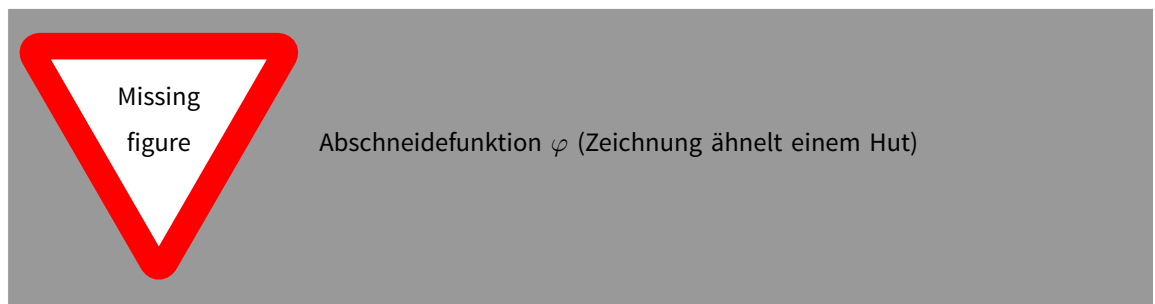 Missing
figure
Abschneidefunktion φ (Zeichnung ähnelt einem Hut)